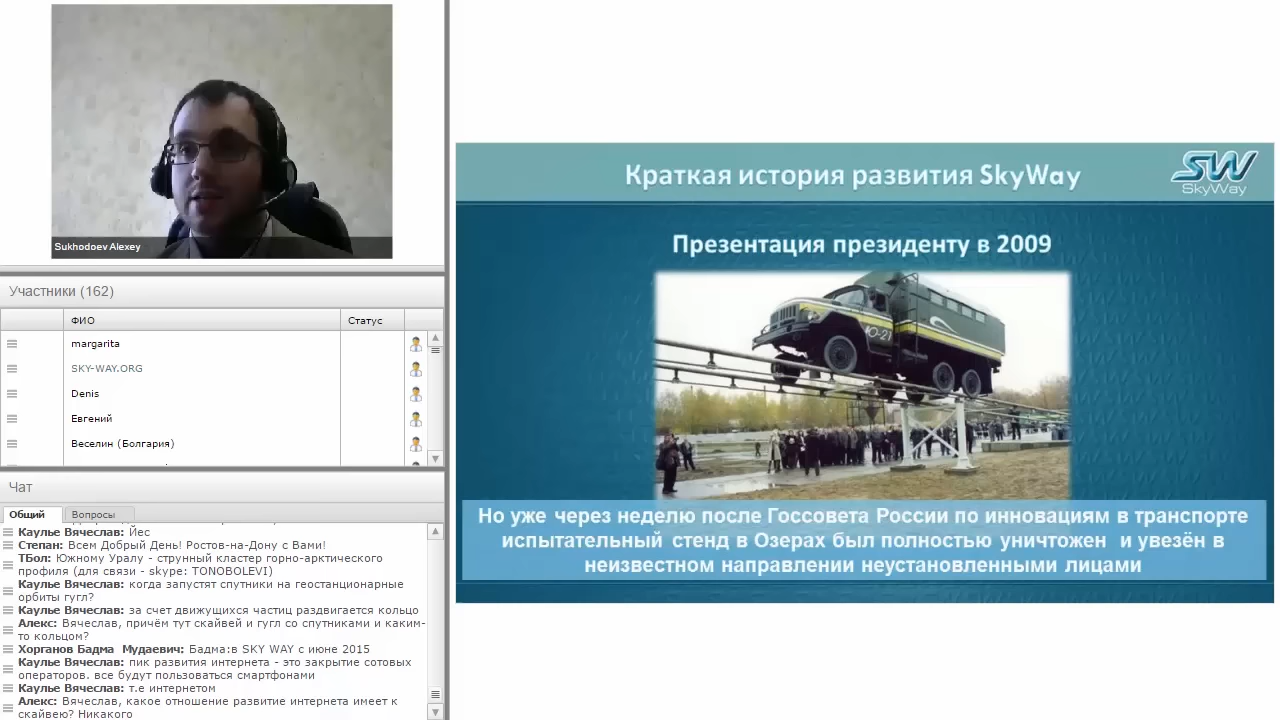 Sukhodoev Alexey
Участники (162)
ФИО
Статус
margarita
SKY-WAY.ORG
Denis
Евгений
Веселин (Болгария)
Чат
Общий
Вопросы
Каулье Вячеслав: Йес
Степан: Всем Добрый День! Ростов-на-Дону с Вами!
ТБол: Южному Уралу - струнный кластер горно-арктического
профиля (для связи - skype: TONOBOLEVI)
Каулье Вячеслав: когда запустят спутники на геостанционарные
орбиты гугл?
Каулье Вячеслав: за счет движущихся частиц раздвигается кольцо
Алекс: Вячеслав, причём тут скайвей и гугл со спутниками и каким-
то кольцом?
Хорганов Бадма Мудаевич: Бадма:в SKY WAY с июне 2015
Каулье Вячеслав: пик развития интернета - это закрытие сотовых
операторов. все будут пользоваться смартфонами
Каулье Вячеслав: т.е интернетом
Алекс: Вячеслав, какое отношение развитие интернета имеет к
скайвею? Никакого
Краткая история развития SkyWay
SW
SkyWay
Презентация президенту в 2009
Ю-21
Но уже через неделю после Госсовета России по инновациям в транспорте
испытательный стенд в Озерах был полностью уничтожен и увезён в
неизвестном направлении неустановленными лицами